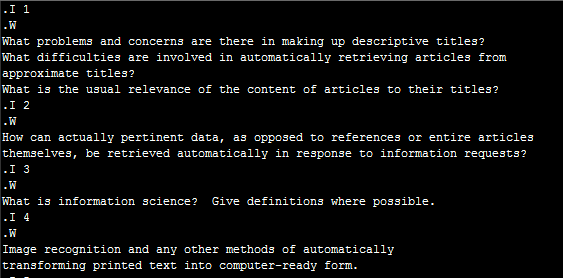 .I 1
.W
What problems and concerns are there in making up descriptive titles?
What difficulties are involved in automatically retrieving articles from
approximate titles?
What is the usual relevance of the content of articles to their titles?
.I 2
.W
How can actually pertinent data, as opposed to references or entire articles
themselves, be retrieved automatically in response to information requests?
.I 3
.W
What is information science?  Give definitions where possible.
.I 4
.W
Image recognition and any other methods of automatically
transforming printed text into computer-ready form.